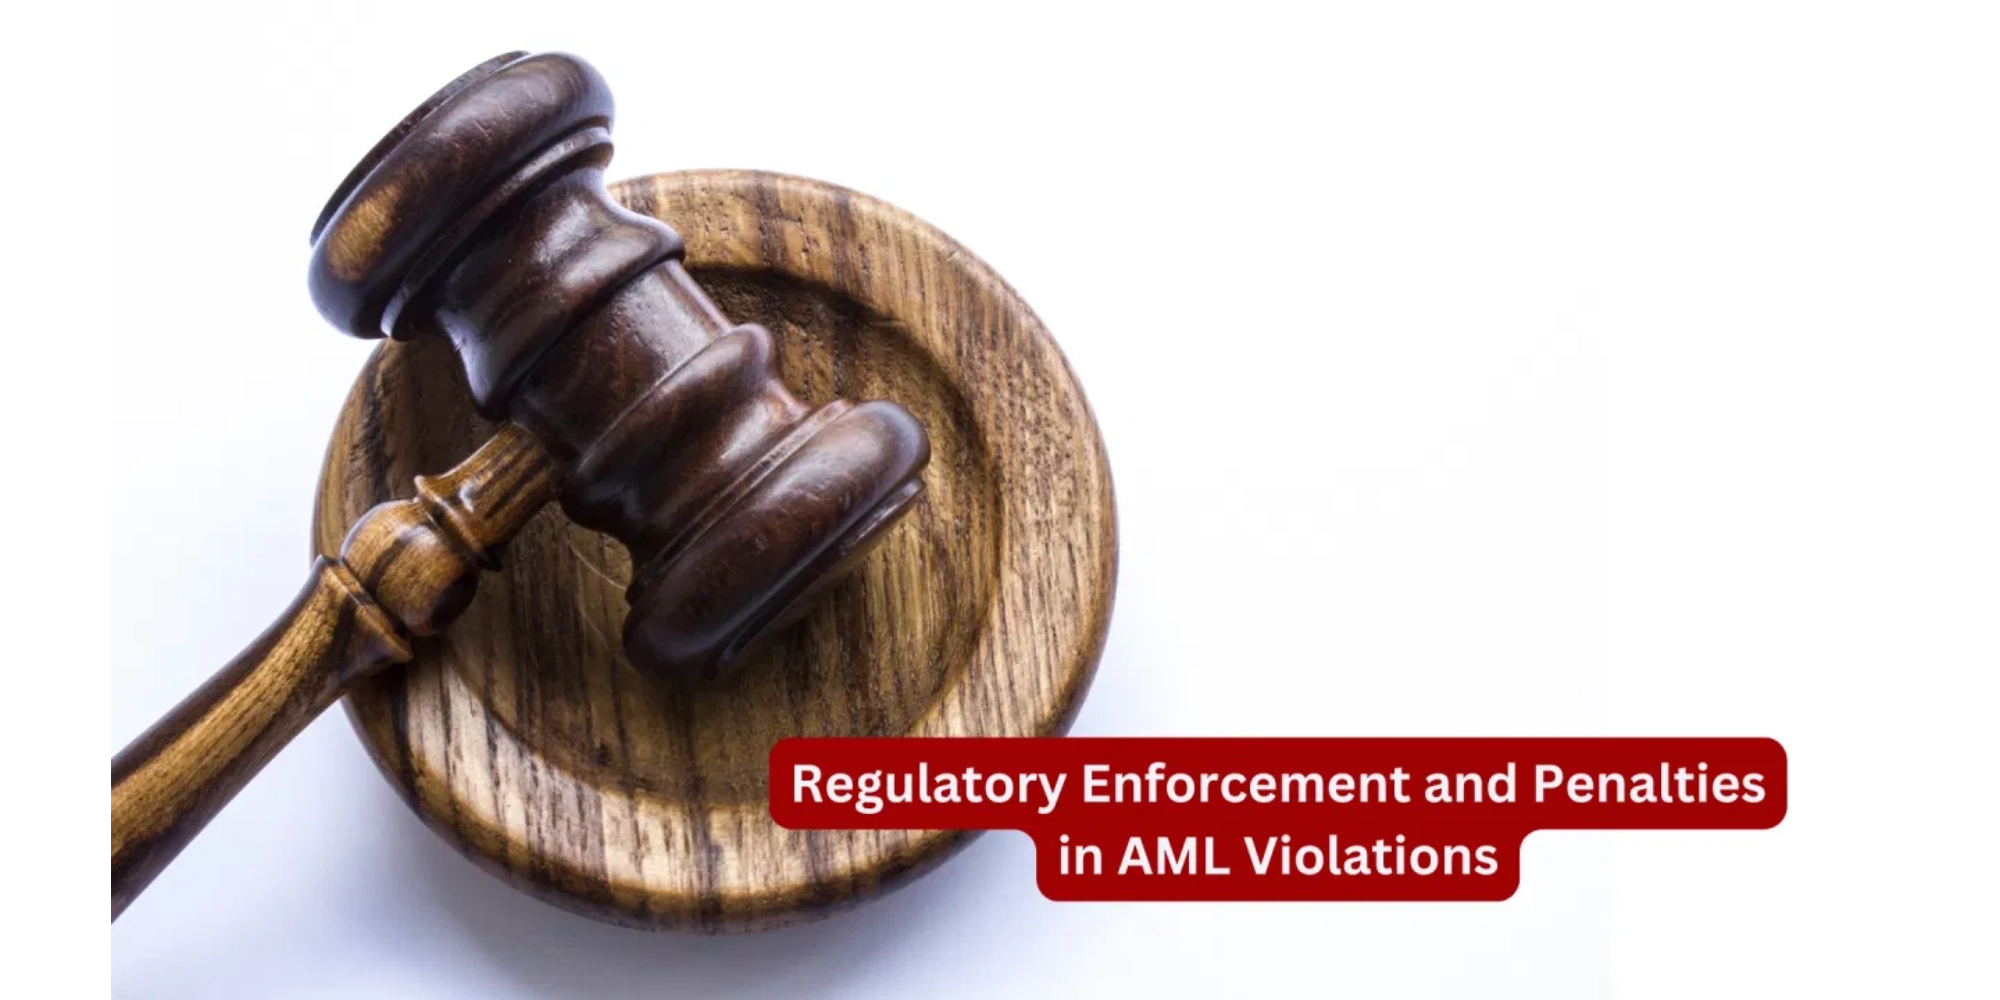 Regulatory Enforcement and Penalties
in AML Violations